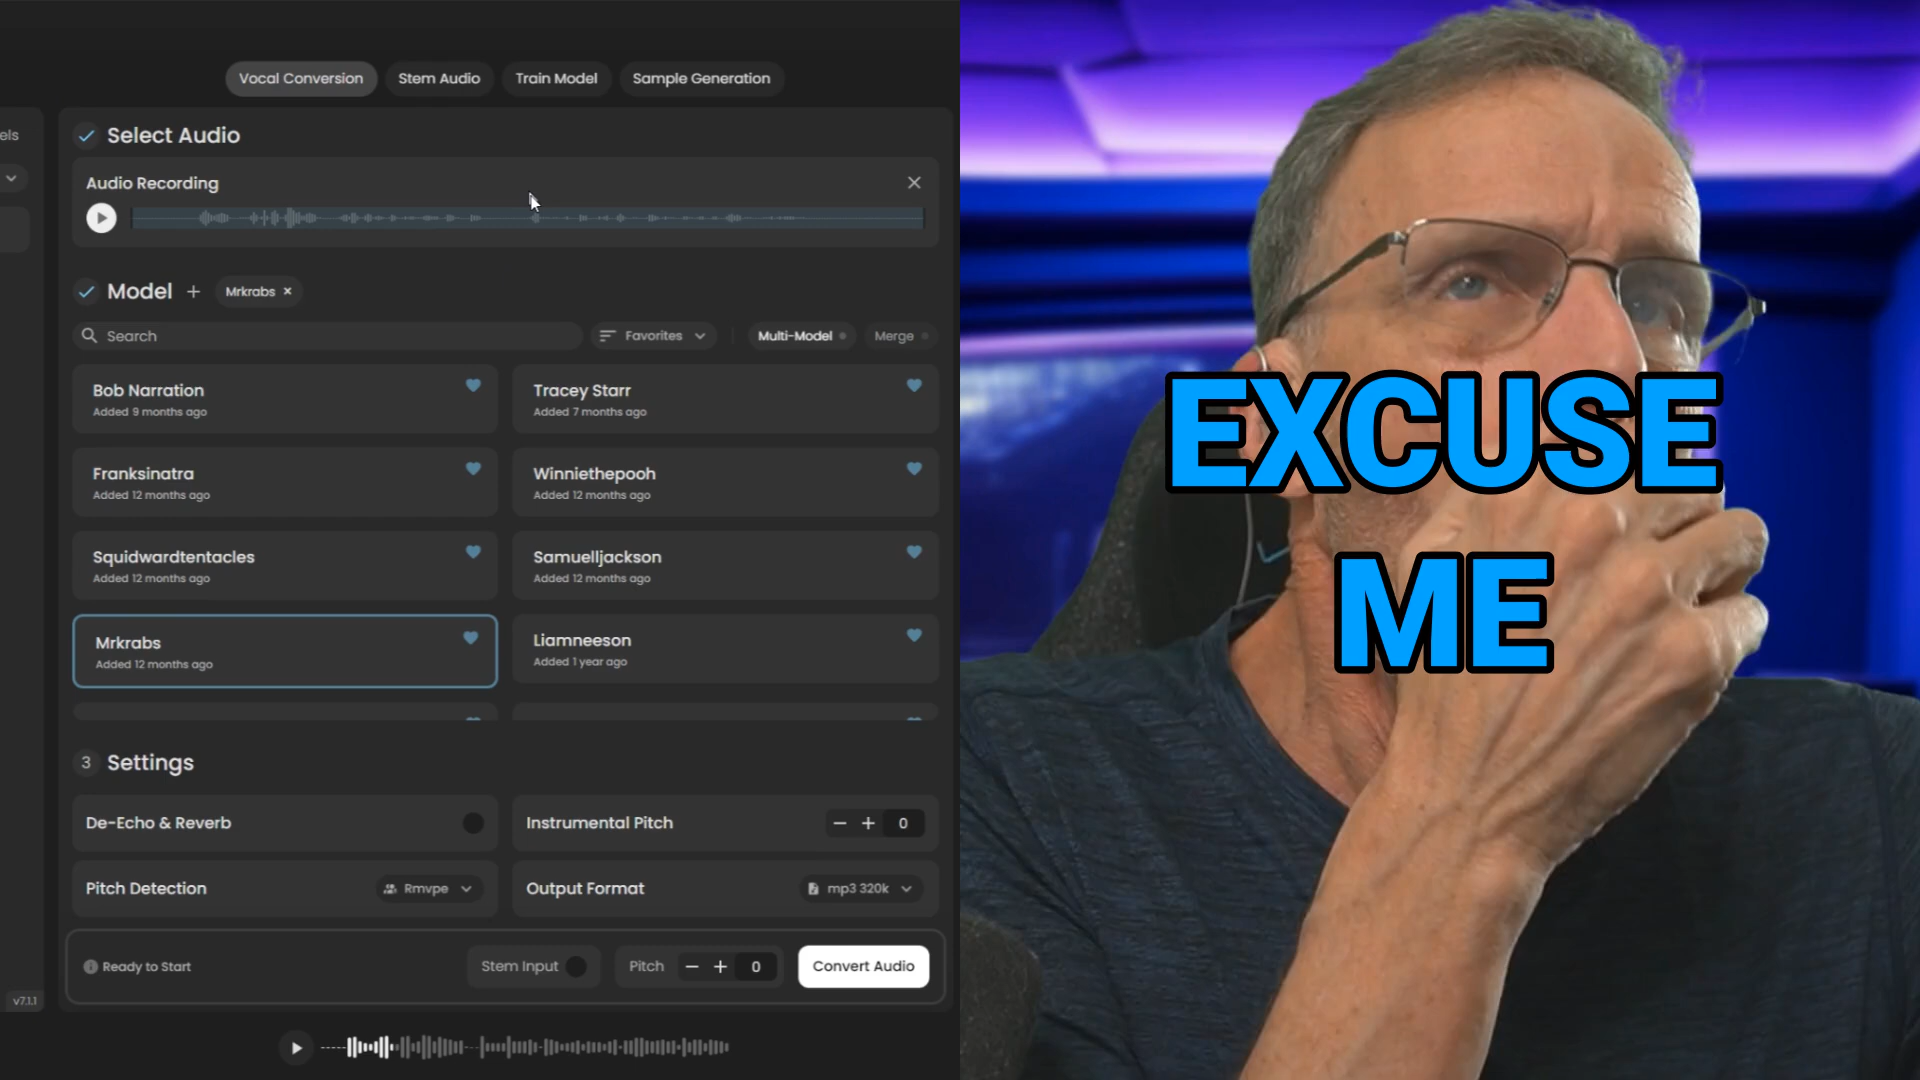 Vocal Conversion
Stem Audio
Train Model
Sample Generation
els
Select Audio
Audio Recording
Model
Mrkrabs
Search
Favorites
Multi-Model
Merge
Bob Narration
Added 9 months ago
Tracey Starr
Added 7 months ago
Franksinatra
Added 12 months ago
Winniethepooh
Added 12 months ago
Squidwardtentacles
Added 12 months ago
Samuelljackson
Added 12 months ago
Mrkrabs
Added 12 months ago
Liamneeson
Added 1 year ago
3 Settings
De-Echo & Reverb
Instrumental Pitch
0
Pitch Detection
Rmvpe
Output Format
mp3 320k
Ready to Start
Stem Input
Pitch
0
Convert Audio
v7.1.1
EXCUSE
ME